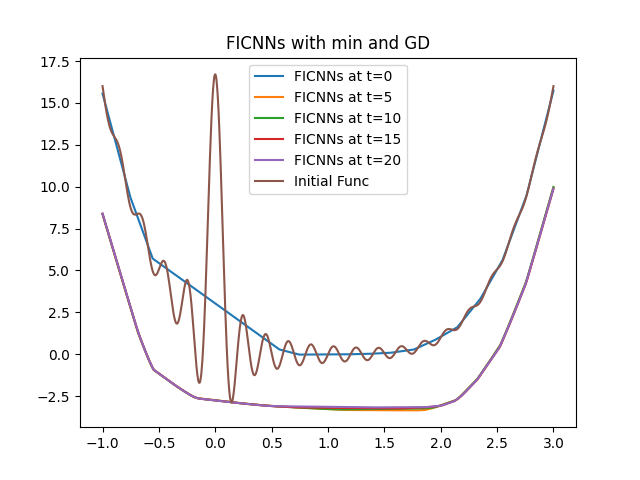 FICNNs with min and GD
17.5
15.0
12.5
10.0
7.5
5.0
2.5
0.0
−2.5
FICNNs at t=0
FICNNs at t=5
FICNNs at t=10
FICNNs at t=15
FICNNs at t=20
Initial Func
−1.0 −0.5 0.0 0.5 1.0 1.5 2.0 2.5 3.0